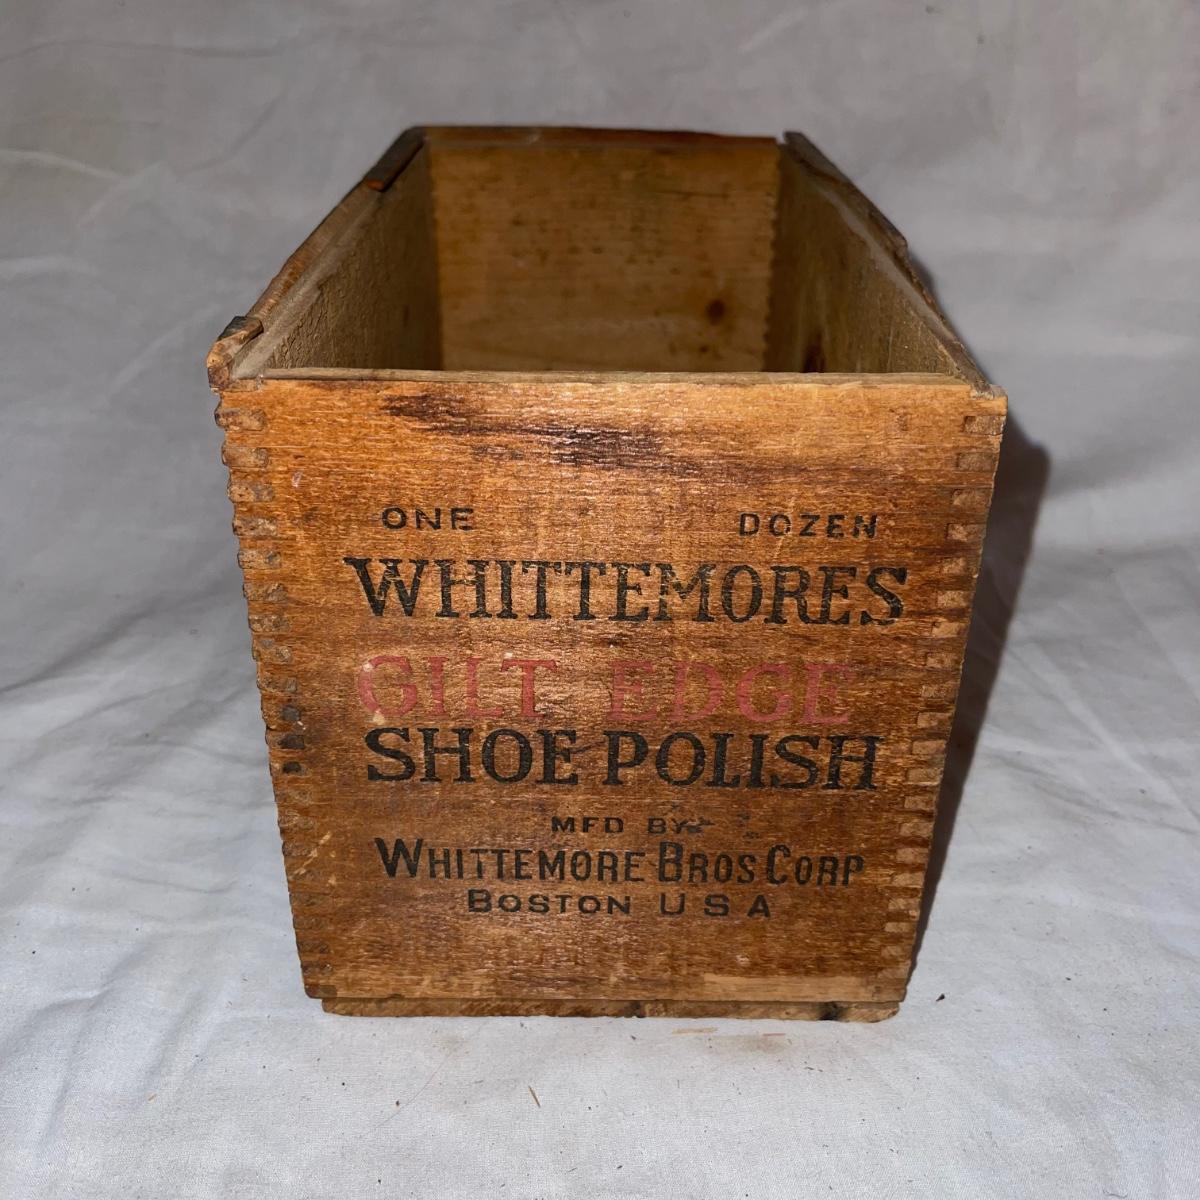 ONE DOZEN
WHITTEMORES
GILT EDGE
SHOE POLISH
MFD BY
WHITTEMORE BROS CORP
BOSTON U S A